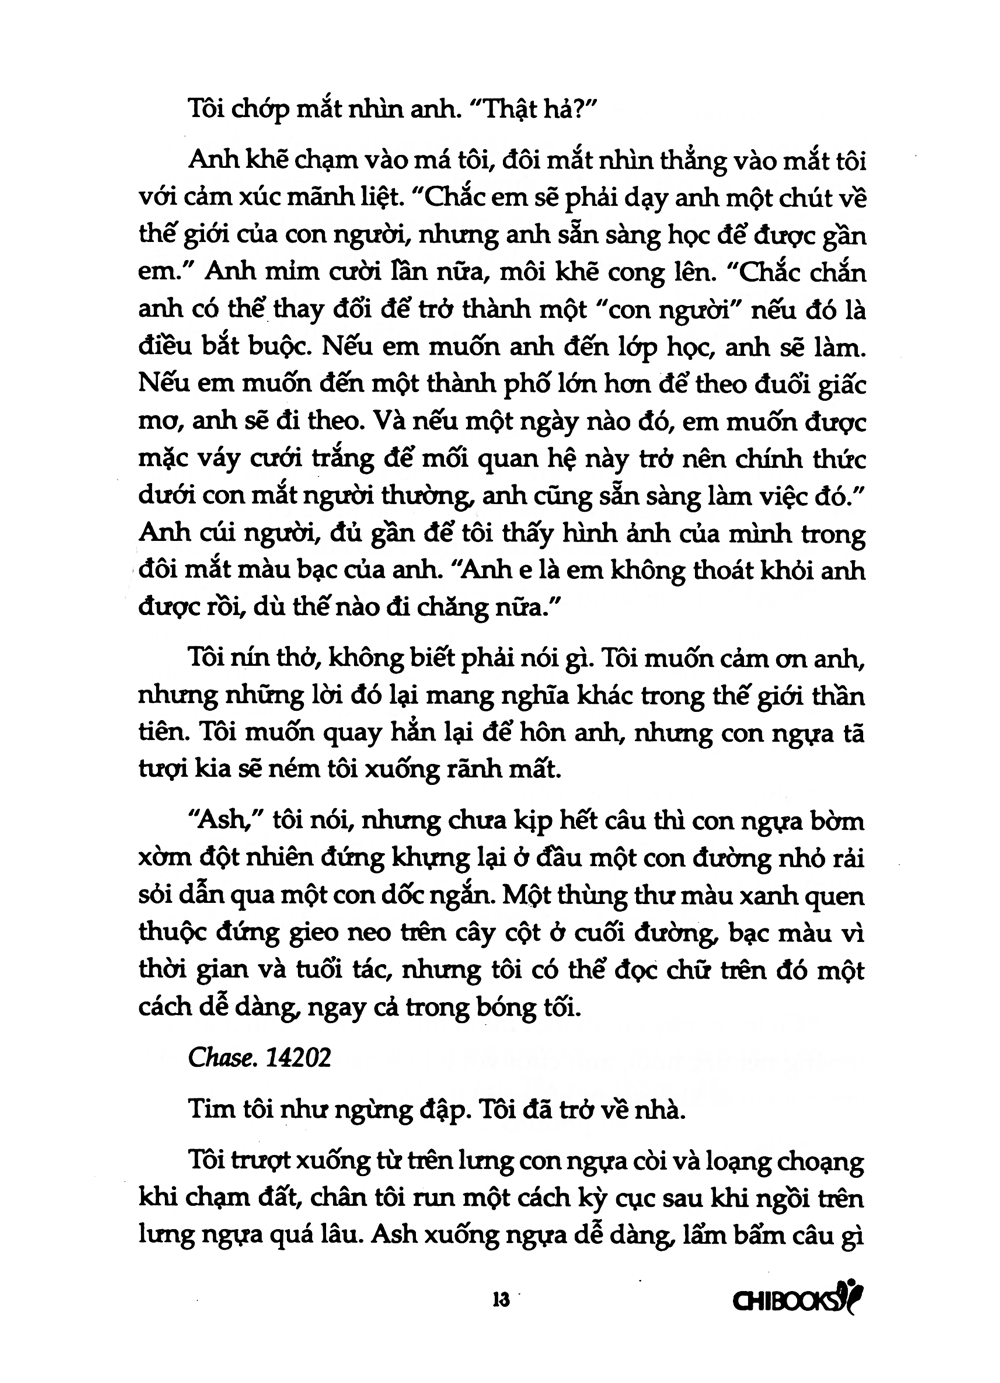 Tôi chớp mắt nhìn anh. "Thật hả?"
Anh khẽ chạm vào má tôi, đôi mắt nhìn thẳng vào mắt tôi
với cảm xúc mãnh liệt. "Chắc em sẽ phải dạy anh một chút về
thế giới của con người, nhưng anh sẵn sàng học để được gần
em." Anh mỉm cười lần nữa, môi khẽ cong lên. "Chắc chắn
anh có thể thay đổi để trở thành một "con người" nếu đó là
điều bắt buộc. Nếu em muốn anh đến lớp học, anh sẽ làm.
Nếu em muốn đến một thành phố lớn hơn để theo đuổi giấc
mơ, anh sẽ đi theo. Và nếu một ngày nào đó, em muốn được
mặc váy cưới trắng để mối quan hệ này trở nên chính thức
dưới con mắt người thường, anh cũng sẵn sàng làm việc đó."
Anh cúi người, đủ gần để tôi thấy hình ảnh của mình trong
đôi mắt màu bạc của anh. "Anh e là em không thoát khỏi anh
được rồi, dù thế nào đi chăng nữa."
Tôi nín thở, không biết phải nói gì. Tôi muốn cảm ơn anh,
nhưng những lời đó lại mang nghĩa khác trong thế giới thần
tiên. Tôi muốn quay hẳn lại để hôn anh, nhưng con ngựa tã
tượi kia sẽ ném tôi xuống rãnh mất.
"Ash," tôi nói, nhưng chưa kịp hết câu thì con ngựa bờm
xờm đột nhiên đứng khựng lại ở đầu một con đường nhỏ rải
sỏi dẫn qua một con dốc ngắn. Một thùng thư màu xanh quen
thuộc đứng gieo neo trên cây cột ở cuối đường, bạc màu vì
thời gian và tuổi tác, nhưng tôi có thể đọc chữ trên đó một
cách dễ dàng, ngay cả trong bóng tối.
Chase. 14202
Tim tôi như ngừng đập. Tôi đã trở về nhà.
Tôi trượt xuống từ trên lưng con ngựa còi và loạng choạng
khi chạm đất, chân tôi run một cách kỳ cục sau khi ngồi trên
lưng ngựa quá lâu. Ash xuống ngựa dễ dàng, lẩm bẩm câu gì
13
CHIBOOKS